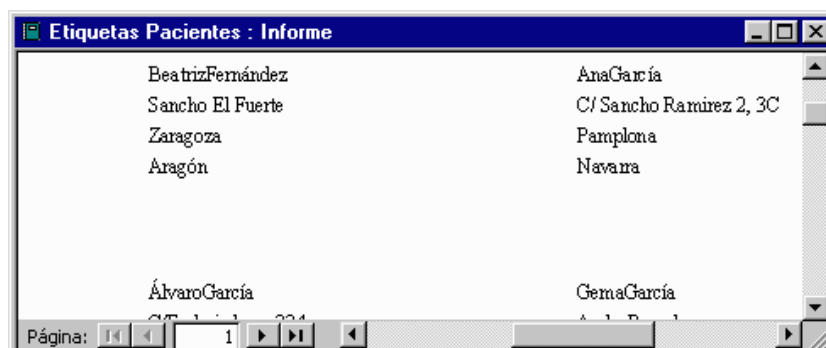 Etiquetas Pacientes : Informe
BeatrizFernández
Sancho El Fuerte
Zaragoza
Aragón
AnaGarcía
C/ Sancho Ramirez 2, 3C
Pamplona
Navarra
ÁlvaroGarcía
GemaGarcía
Página: 1